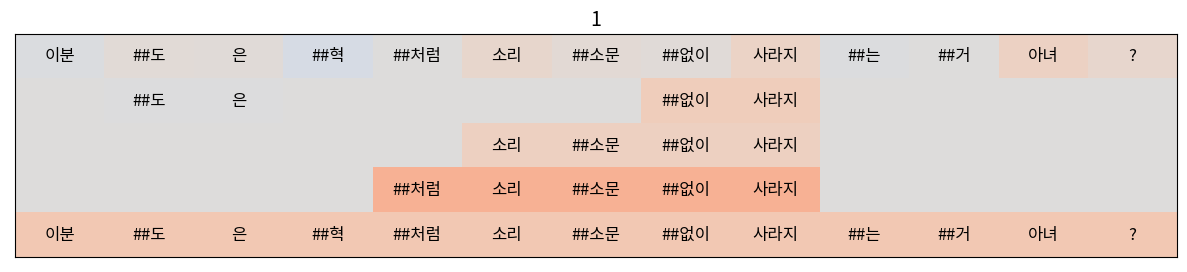 1
이분 ##도 은 ##혁 ##처럼 소리 ##소문 ##없이 사라지 ##는 ##거 아녀 ?
##도 은 ##없이 사라지
소리 ##소문 ##없이 사라지
##처럼 소리 ##소문 ##없이 사라지
이분 ##도 은 ##혁 ##처럼 소리 ##소문 ##없이 사라지 ##는 ##거 아녀 ?